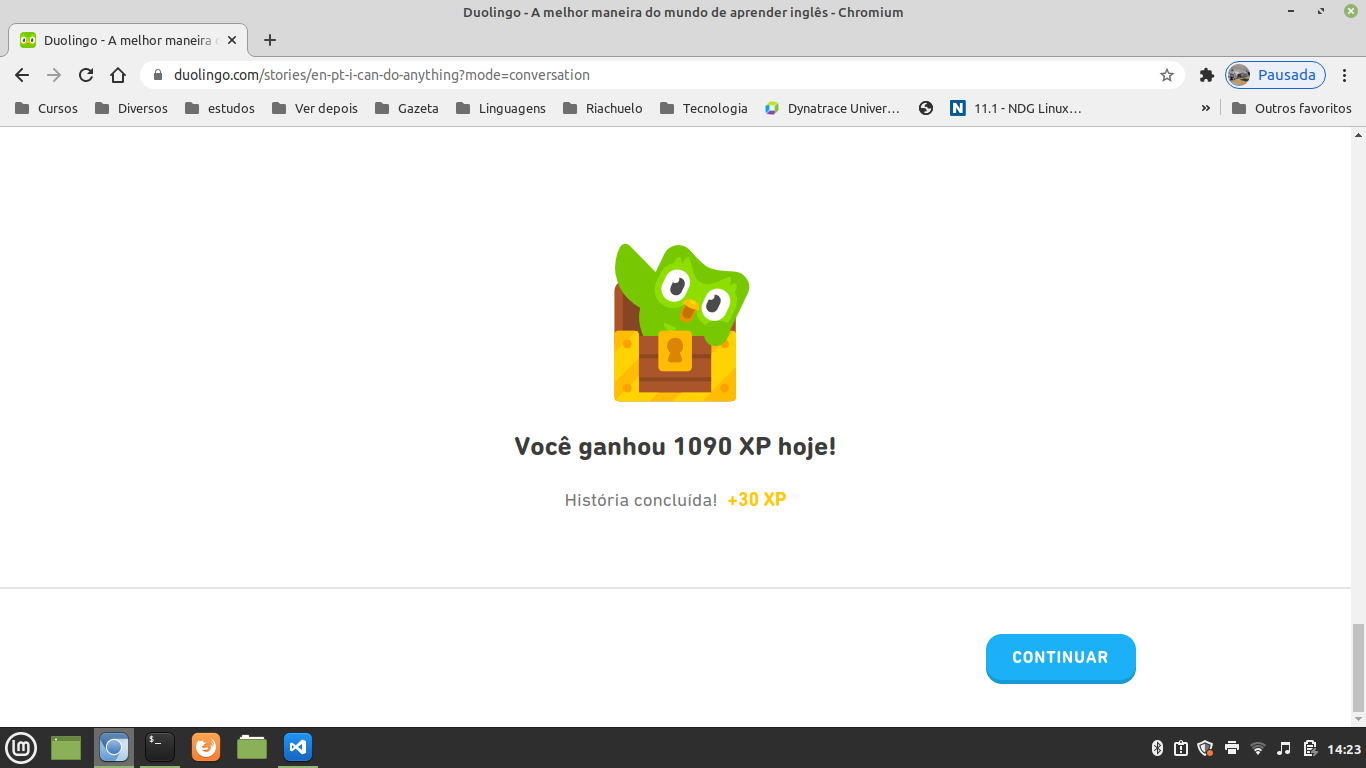 Duolingo - A melhor maneira do mundo de aprender inglês - Chromium
Duolingo - A melhor maneira
duolingo.com/stories/en-pt-i-can-do-anything?mode=conversation
Pausada
Cursos
Diversos
estudos
Ver depois
Gazeta
Linguagens
Riachuelo
Tecnologia
Dynatrace Univer…
11.1 - NDG Linux…
»
Outros favoritos
Você ganhou 1090 XP hoje!
História concluída! +30 XP
CONTINUAR
$_
14:23